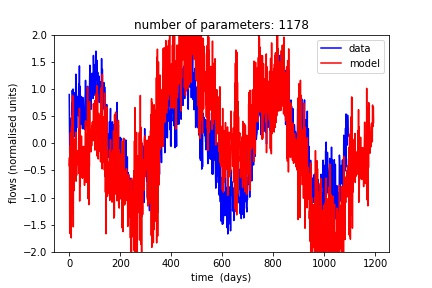 number of parameters: 1178
data
model
2.0
1.5
1.0
0.5
0.0
−0.5
−1.0
−1.5
−2.0
flows (normalised units)
0 200 400 600 800 1000 1200
time (days)